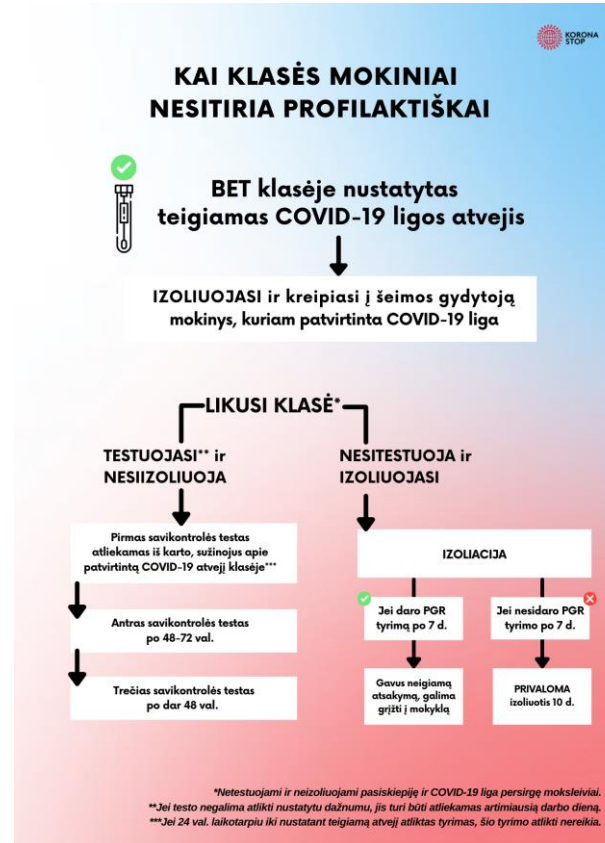 KORONA
STOP
KAI KLASĖS MOKINIAI
NESITIRIA PROFILAKTIŠKAI
BET klasėje nustatytas
teigiamas COVID-19 ligos atvejis
IZOLIUOJASI ir kreipiasi į šeimos gydytoją
mokinys, kuriam patvirtinta COVID-19 liga
LIKUSI KLASĖ*
TESTUOJASI** ir
NESIIZOLIUOJA
Pirmas savikontrolės testas
atliekamas iš karto, sužinojus apie
patvirtintą COVID-19 atvejį klasėje***
Antras savikontrolės testas
po 48-72 val.
Trečias savikontrolės testas
po dar 48 val.
NESITESTUOJA ir
IZOLIUOJASI
IZOLIACIJA
Jei daro PGR
tyrimą po 7 d.
Gavus neigiamą
atsakymą, galima
grįžti į mokyklą
Jei nesidaro PGR
tyrimo po 7 d.
PRIVALOMA
izoliuotis 10 d.
*Netestuojami ir neizoliuojami pasiskiepiję ir COVID-19 liga persirgę moksleiviai.
**Jei testo negalima atlikti nustatytu dažnumu, jis turi būti atliekamas artimiausią darbo dieną.
***Jei 24 val. laikotarpiu iki nustatant teigiamą atvejį atliktas tyrimas, šio tyrimo atlikti nereikia.